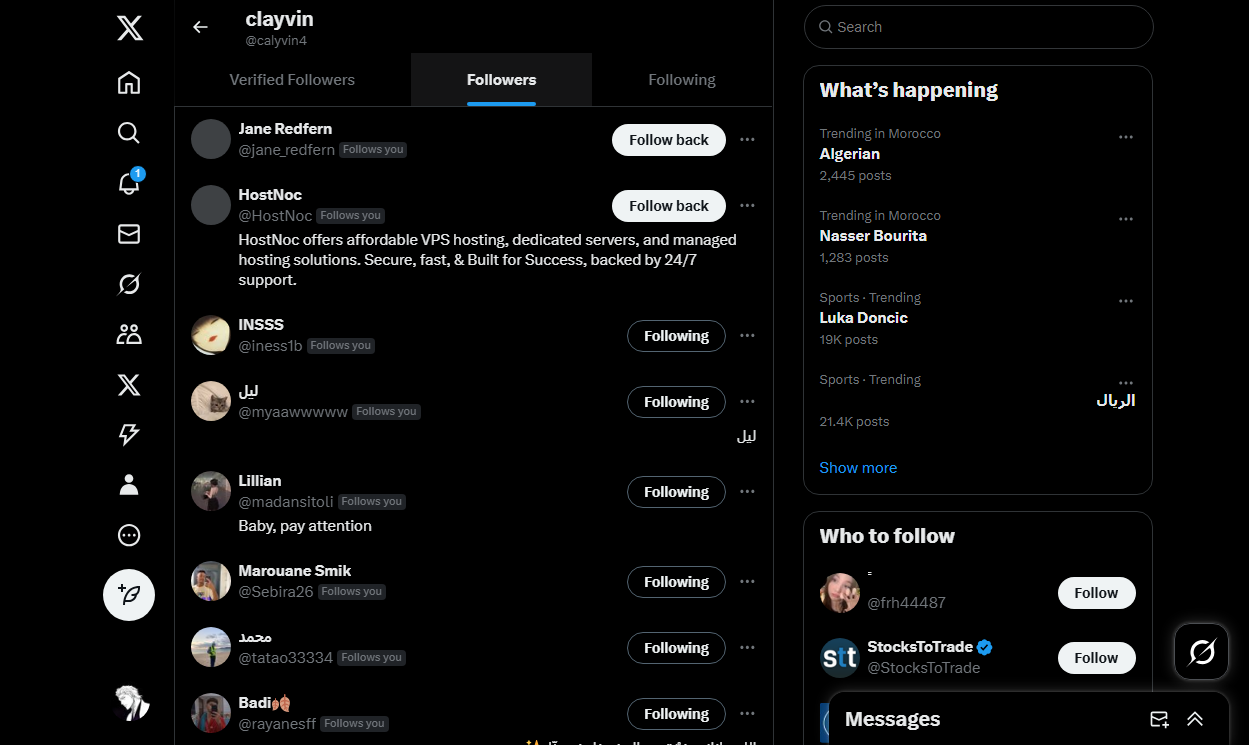 clayvin
@calyvin4
Verified Followers
Followers
Following
Jane Redfern
@jane_redfern Follows you
Follow back
HostNoc
@HostNoc Follows you
Follow back
HostNoc offers affordable VPS hosting, dedicated servers, and managed
hosting solutions. Secure, fast, & Built for Success, backed by 24/7
support.
INSSS
@iness1b Follows you
Following
ليل
@myaawwwww Follows you
Following
ليل
Lillian
@madansitoli Follows you
Following
Baby, pay attention
Marouane Smik
@Sebira26 Follows you
Following
محمد
@tatao33334 Follows you
Following
Badi🍂
@rayanesff Follows you
Following
1
Search
What's happening
Trending in Morocco
Algerian
2,445 posts
Trending in Morocco
Nasser Bourita
1,283 posts
Sports · Trending
Luka Doncic
19K posts
Sports · Trending
الريال
21.4K posts
Show more
Who to follow
@frh44487
Follow
stt
StocksToTrade
@StocksToTrade
Follow
Messages